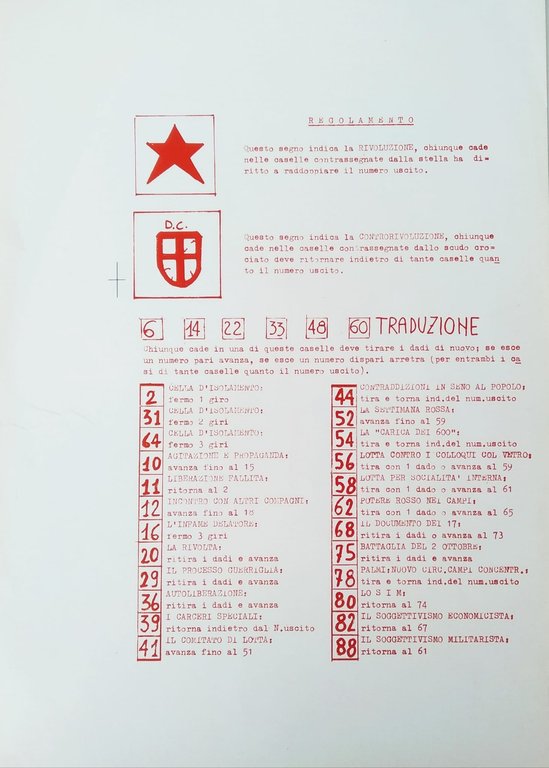 REGOLAMENTO
Questo segno indica la RIVOLUZIONE, chiunque cade
nelle caselle contrassegnate dalla stella ha di-
ritto a raddoppiare il numero uscito.
D.C.
Questo segno indica la CONTRORIVOLUZIONE, chiunque
cade nelle caselle contrassegnate dallo scudo cro-
ciato deve ritornare indietro di tante caselle quan
to il numero uscito.
6 14 22 33 48 60 TRADUZIONE
Chiunque cade in una di queste caselle deve tirare i dadi di nuovo; se esce
un numero pari avanza, se esce un numero dispari arretra (per entrambi i ca
si di tante caselle quanto il numero uscito).
2 CELLA D'ISOLAMENTO:
fermo 1 giro
31 CELLA D'ISOLAMENTO:
fermo 2 giri
64 CELLA D'ISOLAMENTO:
fermo 3 giri
10 AGITAZIONE E PROPAGANDA:
avanza fino al 15
11 LIBERAZIONE FALLITA:
ritorna al 2
12 INCONTRO CON ALTRI COMPAGNI:
avanza fino al 18
16 L'INFAME DELATORE:
fermo 3 giri
20 LA RIVOLTA:
ritira i dadi e avanza
29 IL PROCESSO GUERRIGLIA:
ritira i dadi e avanza
36 AUTOLIBERAZIONE:
ritira i dadi e avanza
39 I CARCERI SPECIALI:
ritorna indietro dal N.uscito
41 IL COMITATO DI LOTTA:
avanza fino al 51
44 CONTRADDIZIONI IN SENO AL POPOLO:
tira e torna ind.del num.uscito
52 LA SETTIMANA ROSSA:
avanza fino al 59
54 LA "CARICA DEI 600":
tira e torna ind.del num.uscito
56 LOTTA CONTRO I COLLOQUI COL VETRO:
tira con 1 dado o avanza al 59
58 LOTTA PER SOCIALITA' INTERNA:
tira con 1 dado o avanza al 61
62 POTERE ROSSO NEI CAMPI:
tira con 1 dado o avanza al 65
68 IL DOCUMENTO DEI 17:
ritira i dadi o avanza al 73
75 BATTAGLIA DEL 2 OTTOBRE:
ritira i dadi e avanza
78 PALMI:NUOVO CIRC.CAMPI CONCENTR.:
tira e torna ind.del num.uscito
80 LO S I M:
ritorna al 74
82 IL SOGGETTIVISMO ECONOMICISTA:
ritorna al 67
88 IL SOGGETTIVISMO MILITARISTA:
ritorna al 61